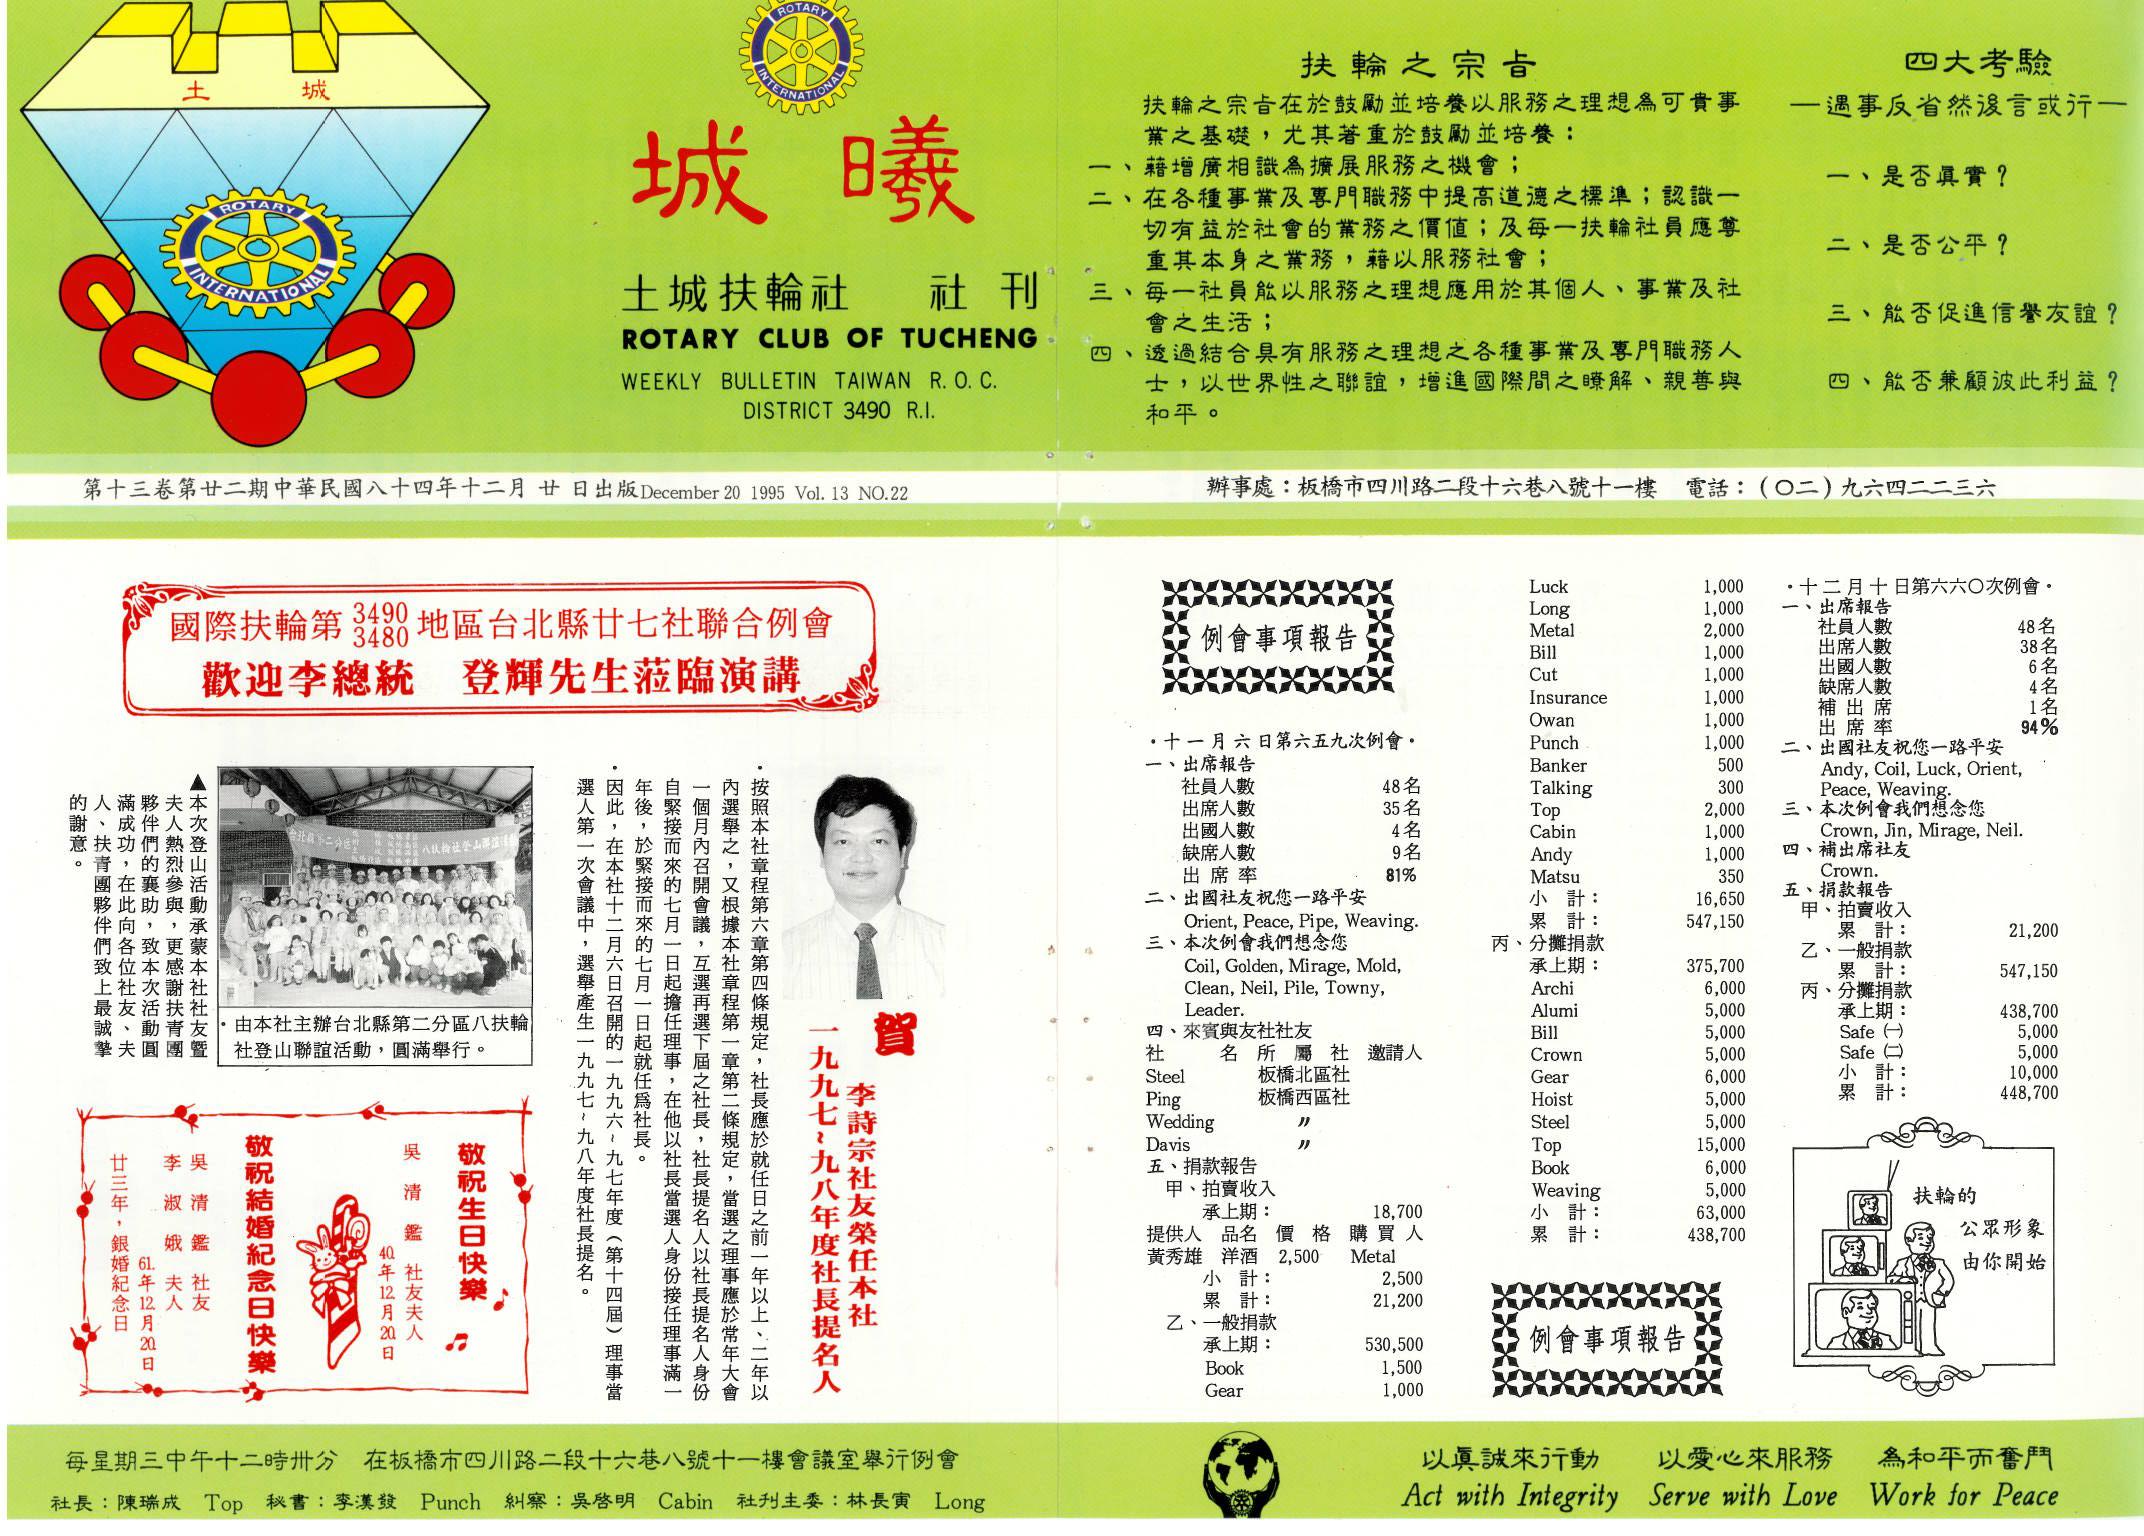 土 城
ROTARY
INTERNATIONAL
ROTARY
INTERNATIONAL
城 曦
土城扶輪社 社刊
ROTARY CLUB OF TUCHENG
WEEKLY BULLETIN TAIWAN R.O.C.
DISTRICT 3490 R.I.
扶輪之宗旨
扶輪之宗旨在於鼓勵並培養以服務之理想為可貴事
業之基礎，尤其著重於鼓勵並培養：
一、藉增廣相識為擴展服務之機會；
二、在各種事業及專門職務中提高道德之標準；認識一
切有益於社會的業務之價值；及每一扶輪社員應尊
重其本身之業務，藉以服務社會；
三、每一社員能以服務之理想應用於其個人、事業及社
會之生活；
四、透過結合具有服務之理想之各種事業及專門職務人
士，以世界性之聯誼，增進國際間之瞭解、親善與
和平。
四大考驗
—遇事反省然後言或行—
一、是否眞實？
二、是否公平？
三、能否促進信譽友誼？
四、能否兼顧彼此利益？
第十三卷第廿二期中華民國八十四年十二月 廿 日出版December 20 1995 Vol. 13 NO.22
辦事處：板橋市四川路二段十六巷八號十一樓 電話：(〇二)九六四二二三六
國際扶輪第 3490 3480 地區台北縣廿七社聯合例會
歡迎李總統 登輝先生蒞臨演講
▲本次登山活動承蒙本社社友暨
夫人熱烈參與，更感謝扶青團
夥伴們的襄助，致本次活動圓
滿成功，在此向各位社友、夫
人、扶青團夥伴們致上最誠摯
的謝意。
・由本社主辦台北縣第二分區八扶輪
社登山聯誼活動，圓滿舉行。
敬祝生日快樂
吳清鑑 社友夫人
40.年12.月20.日
敬祝結婚紀念日快樂
吳清鑑 社友
李淑娥 夫人
61.年12.月20.日
廿三年，銀婚紀念日
賀
李詩宗社友榮任本社
一九九七~九八年度社長提名人
・按照本社章程第六章第四條規定，社長應於就任日之前一年以上、二年以
內選舉之，又根據本社章程第一章第二條規定，當選之理事應於常年大會
一個月內召開會議，互選再選下屆之社長，社長提名人以社長提名人身份
自緊接而來的七月一日起擔任理事，在他以社長當選人身份接任理事滿一
年後，於緊接而來的七月一日起就任為社長。
・因此，在本社十二月六日召開的一九九六~九七年度（第十四屆）理事當
選人第一次會議中，選舉產生一九九七~九八年度社長提名。
例會事項報告
・十一月六日第六五九次例會・
一、出席報告
社員人數 48名
出席人數 35名
出國人數 4名
缺席人數 9名
出席率 81%
二、出國社友祝您一路平安
Orient, Peace, Pipe, Weaving.
三、本次例會我們想念您
Coil, Golden, Mirage, Mold,
Clean, Neil, Pile, Towny,
Leader.
四、來賓與友社社友
社 名 所屬社 邀請人
Steel 板橋北區社
Ping 板橋西區社
Wedding 〃
Davis 〃
五、捐款報告
甲、拍賣收入
承上期： 18,700
提供人 品名 價格 購買人
黃秀雄 洋酒 2,500 Metal
小 計： 2,500
累 計： 21,200
乙、一般捐款
承上期： 530,500
Book 1,500
Gear 1,000
Luck 1,000
Long 1,000
Metal 2,000
Bill 1,000
Cut 1,000
Insurance 1,000
Owan 1,000
Punch 1,000
Banker 500
Talking 300
Top 2,000
Cabin 1,000
Andy 1,000
Matsu 350
小 計： 16,650
累 計： 547,150
丙、分攤捐款
承上期： 375,700
Archi 6,000
Alumi 5,000
Bill 5,000
Crown 5,000
Gear 6,000
Hoist 5,000
Steel 5,000
Top 15,000
Book 6,000
Weaving 5,000
小 計： 63,000
累 計： 438,700
例會事項報告
・十二月十日第六六〇次例會・
一、出席報告
社員人數 48名
出席人數 38名
出國人數 6名
缺席人數 4名
補出席 1名
出席率 94%
二、出國社友祝您一路平安
Andy, Coil, Luck, Orient,
Peace, Weaving.
三、本次例會我們想念您
Crown, Jin, Mirage, Neil.
四、補出席社友
Crown.
五、捐款報告
甲、拍賣收入
累 計： 21,200
乙、一般捐款
累 計： 547,150
丙、分攤捐款
承上期： 438,700
Safe ㈠ 5,000
Safe ㈡ 5,000
小 計： 10,000
累 計： 448,700
扶輪的
公眾形象
由你開始
每星期三中午十二時卅分 在板橋市四川路二段十六巷八號十一樓會議室舉行例會
社長：陳瑞成 Top 秘書：李漢發 Punch 糾察：吳啓明 Cabin 社刋主委：林長寅 Long
以眞誠來行動 以愛心來服務 為和平而奮鬥
Act with Integrity Serve with Love Work for Peace